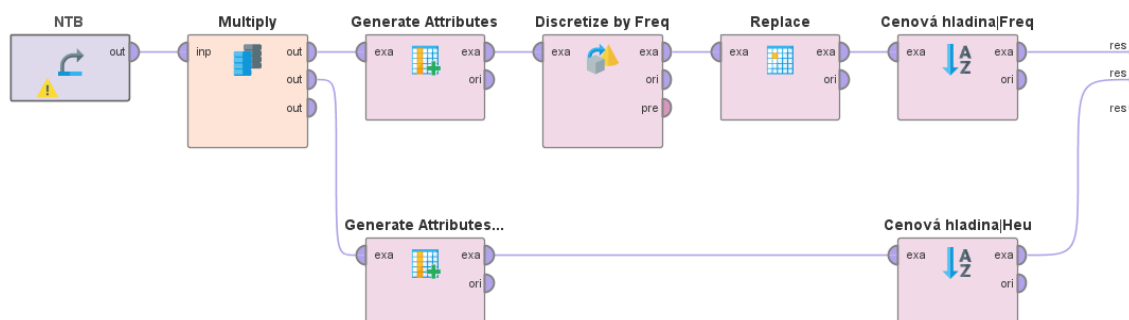 NTB
Multiply
Generate Attributes
Discretize by Freq
Replace
Cenová hladina|Freq
out
inp
out
exa
exa
exa
exa
exa
exa
exa
exa
res
out
ori
ori
ori
ori
res
out
pre
res
Generate Attributes...
Cenová hladina|Heu
exa
exa
exa
exa
ori
ori
A
Z
A
Z